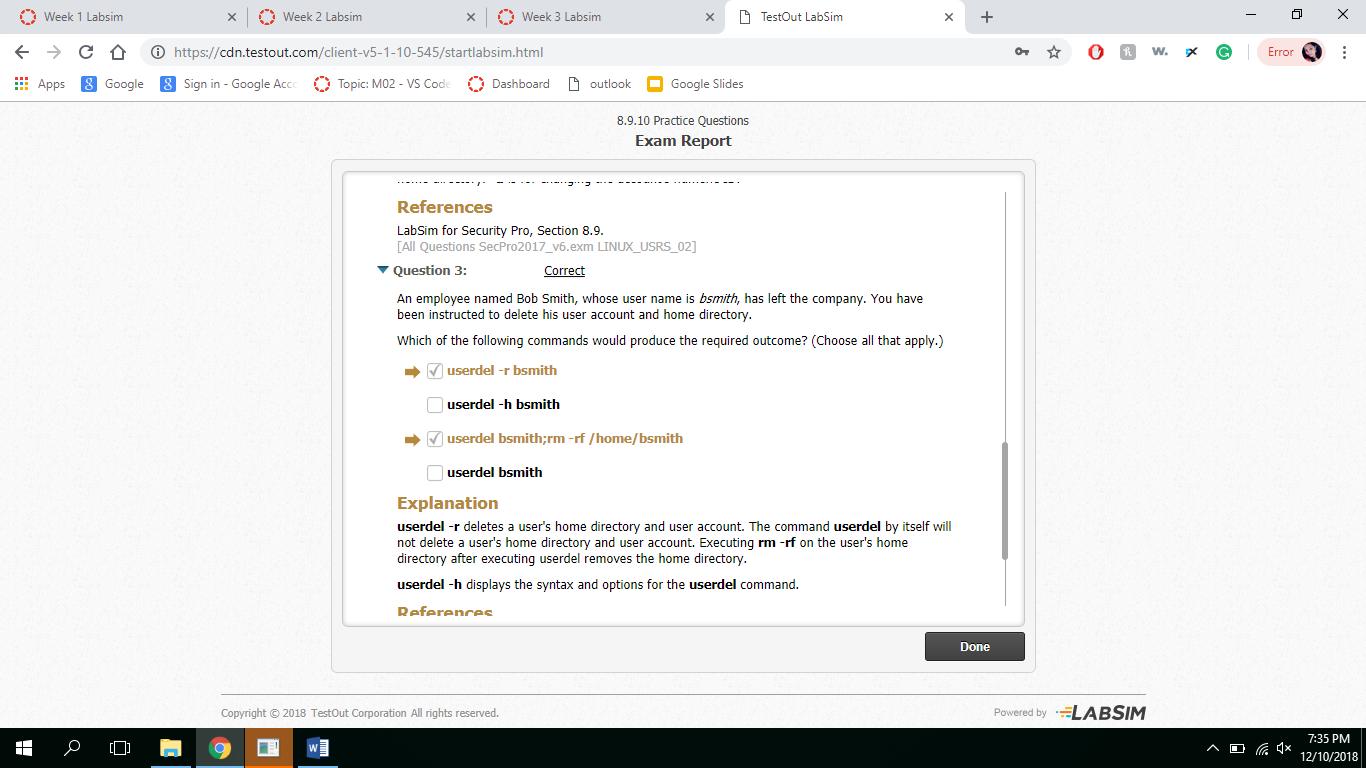 Week 1 Labsim
Week 2 Labsim
Week 3 Labsim
TestOut LabSim
https://cdn.testout.com/client-v5-1-10-545/startlabsim.html
Error
Apps
Google
Sign in - Google Acc
Topic: M02 - VS Code
Dashboard
outlook
Google Slides
8.9.10 Practice Questions
Exam Report
References
LabSim for Security Pro, Section 8.9.
[All Questions SecPro2017_v6.exm LINUX_USRS_02]
Question 3: Correct
An employee named Bob Smith, whose user name is bsmith, has left the company. You have
been instructed to delete his user account and home directory.
Which of the following commands would produce the required outcome? (Choose all that apply.)
userdel -r bsmith
userdel -h bsmith
userdel bsmith;rm -rf /home/bsmith
userdel bsmith
Explanation
userdel -r deletes a user's home directory and user account. The command userdel by itself will
not delete a user's home directory and user account. Executing rm -rf on the user's home
directory after executing userdel removes the home directory.
userdel -h displays the syntax and options for the userdel command.
References
Done
Copyright © 2018 TestOut Corporation All rights reserved.
Powered by LABSIM
7:35 PM
12/10/2018